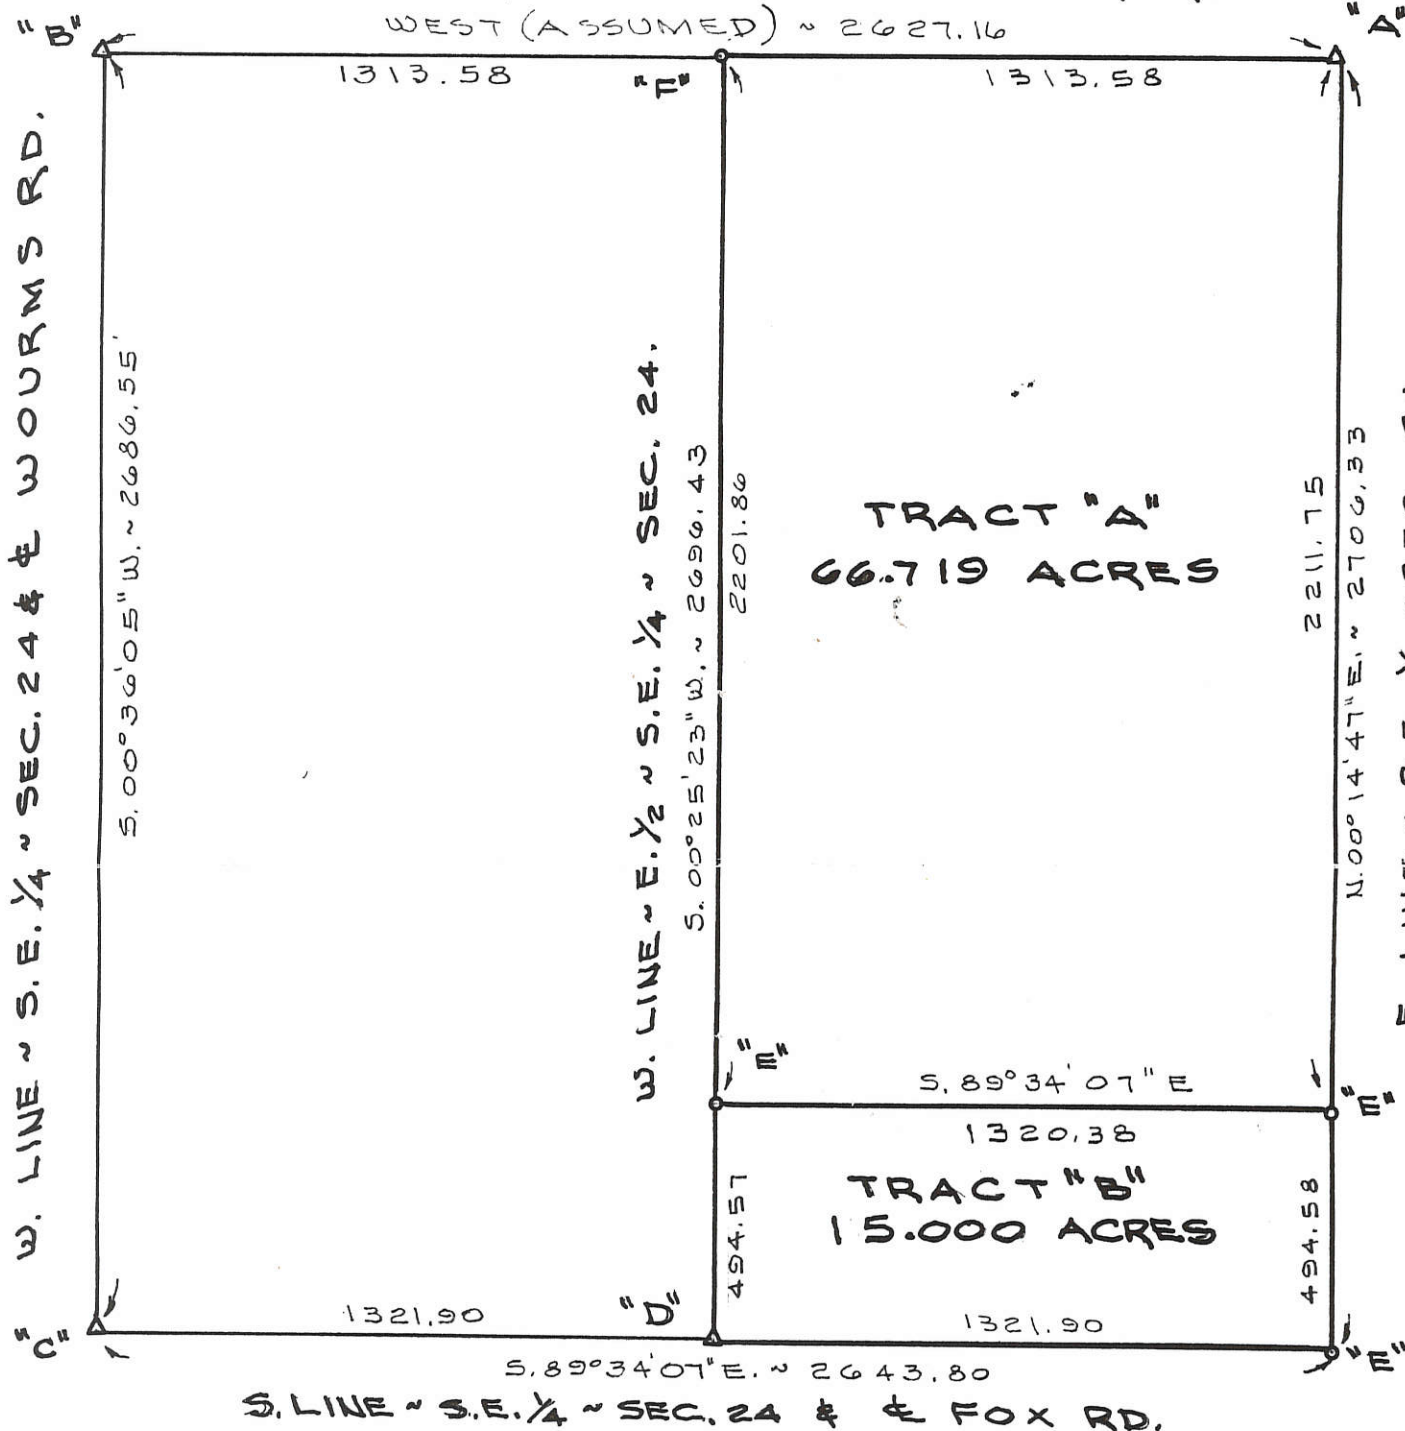 "B"
WEST (ASSUMED) ~ 2627.16
"A"
1313.58
"F"
1313.58
W. LINE ~ S.E. 1/4 ~ SEC. 24 & ℄ WOURMS RD.
S. 00°36'05" W. ~ 2686.55'
W. LINE ~ E. 1/2 ~ S.E. 1/4 ~ SEC. 24.
S. 00°25'23" W. ~ 2696.43
2201.86
TRACT "A"
66.719 ACRES
2211.75
N. 00°14'47" E. ~ 2706.33
"E"
S. 89°34'07" E
"E"
1320.38
TRACT "B"
15.000 ACRES
494.57
494.58
"C"
1321.90
"D"
1321.90
"E"
S. 89°34'07" E. ~ 2643.80
S. LINE ~ S.E. 1/4 ~ SEC. 24 & ℄ FOX RD.